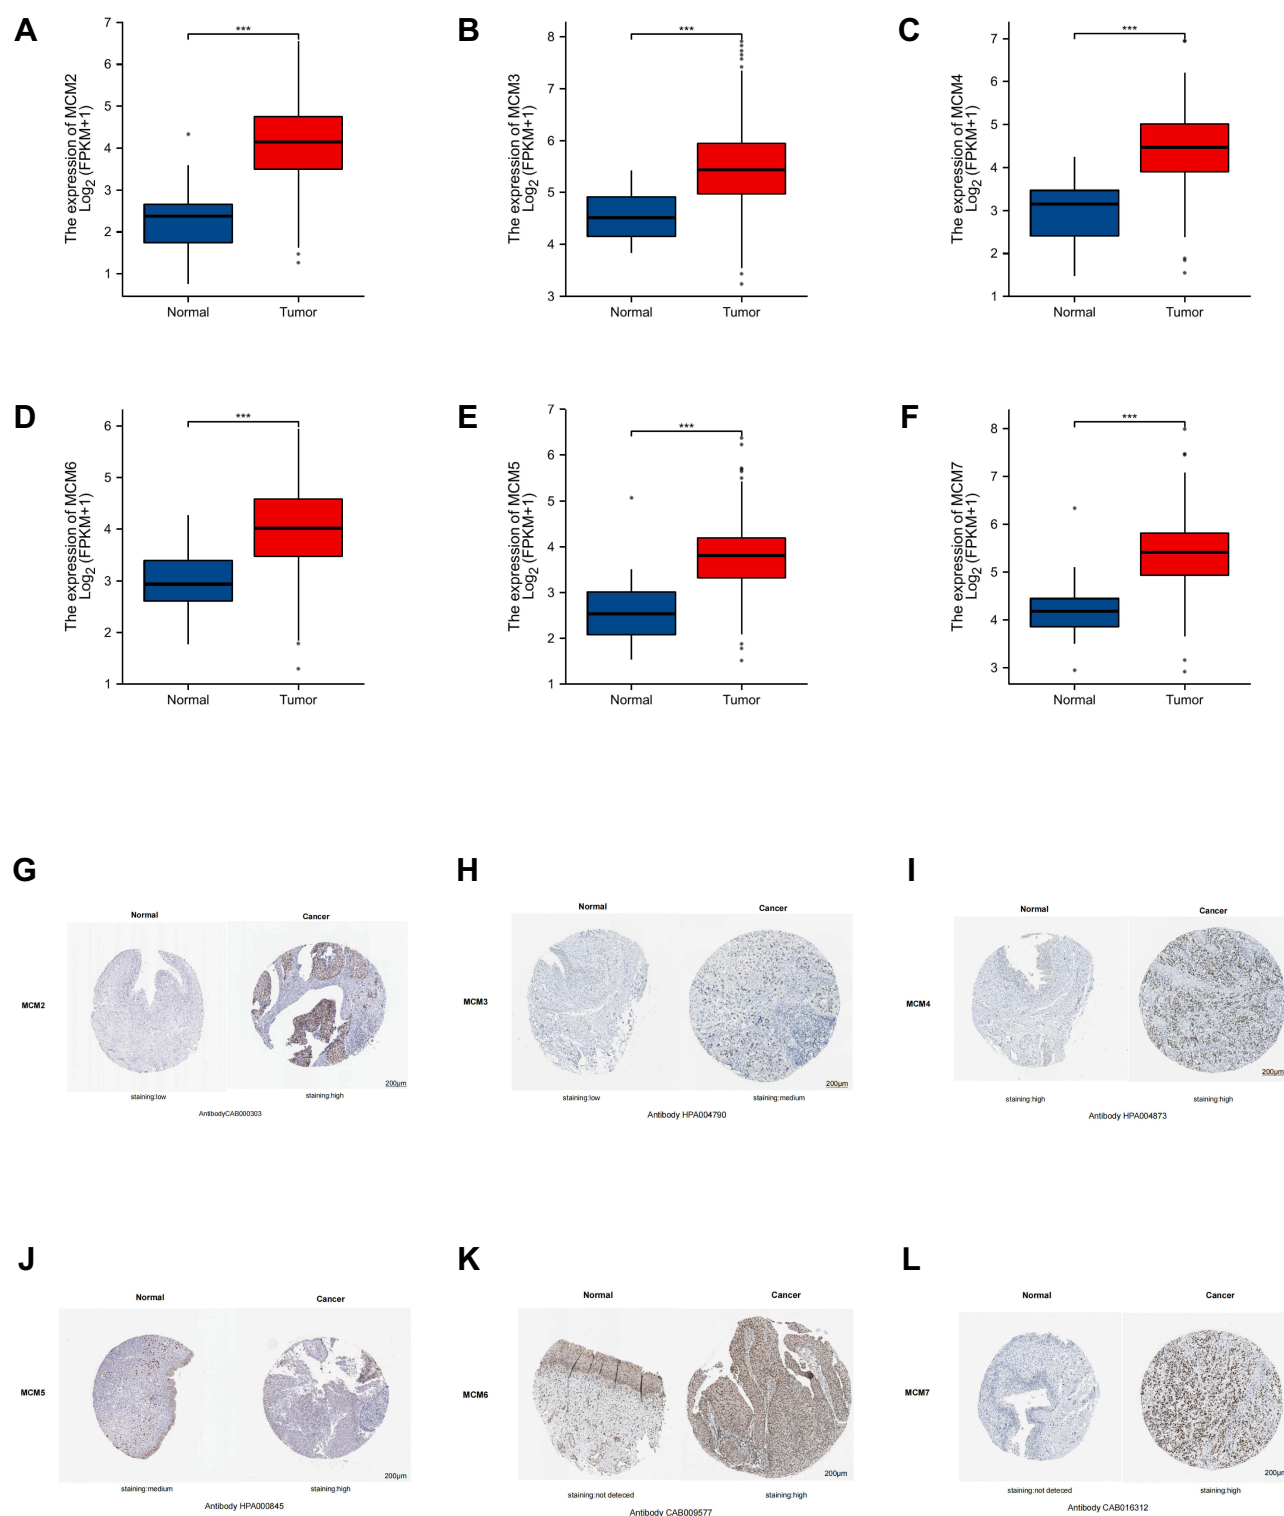 A
The expression of MCM2
Log2 (FPKM+1)
7
6
5
4
3
2
1
***
Normal
Tumor
B
The expression of MCM3
Log2 (FPKM+1)
8
7
6
5
4
3
***
Normal
Tumor
C
The expression of MCM4
Log2 (FPKM+1)
7
6
5
4
3
2
1
***
Normal
Tumor
D
The expression of MCM6
Log2 (FPKM+1)
6
5
4
3
2
1
***
Normal
Tumor
E
The expression of MCM5
Log2 (FPKM+1)
7
6
5
4
3
2
1
***
Normal
Tumor
F
The expression of MCM7
Log2 (FPKM+1)
8
7
6
5
4
3
***
Normal
Tumor
G
Normal
Cancer
MCM2
200μm
staining:low
staining:high
AntibodyCAB000303
H
Normal
Cancer
MCM3
200μm
staining:low
staining:medium
Antibody HPA004790
I
Normal
Cancer
MCM4
200μm
staining:high
staining:high
Antibody HPA004873
J
Normal
Cancer
MCM5
200μm
staining:medium
staining:high
Antibody HPA000845
K
Normal
Cancer
MCM6
200μm
staining:not deteced
staining:high
Antibody CAB009577
L
Normal
Cancer
MCM7
200μm
staining:not deteced
staining:high
Antibody CAB016312